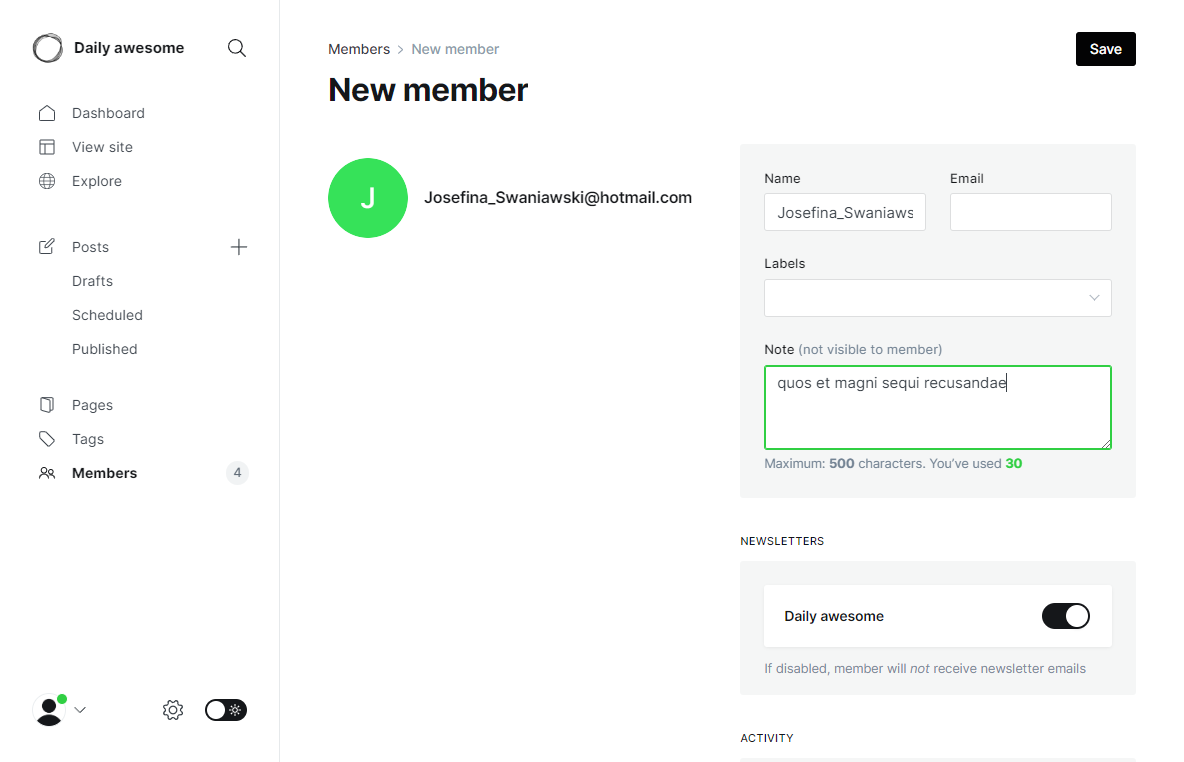 Daily awesome
Dashboard
View site
Explore
Posts
Drafts
Scheduled
Published
Pages
Tags
Members
4
Members
New member
Save
New member
J
Josefina_Swaniawski@hotmail.com
Name
Email
Josefina_Swaniaws
Labels
Note (not visible to member)
quos et magni sequi recusandae
Maximum: 500 characters. You've used 30
NEWSLETTERS
Daily awesome
If disabled, member will not receive newsletter emails
ACTIVITY